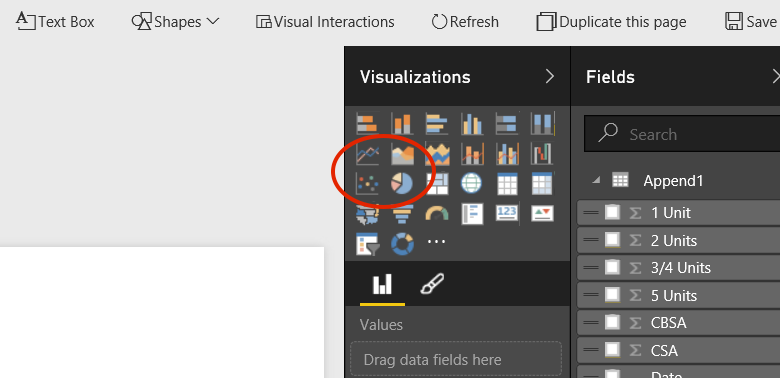 Text Box Shapes Visual Interactions Refresh Duplicate this page Save
Visualizations
Fields
Search
Append1
1 Unit
2 Units
3/4 Units
5 Units
CBSA
CSA
123
Values
Drag data fields here